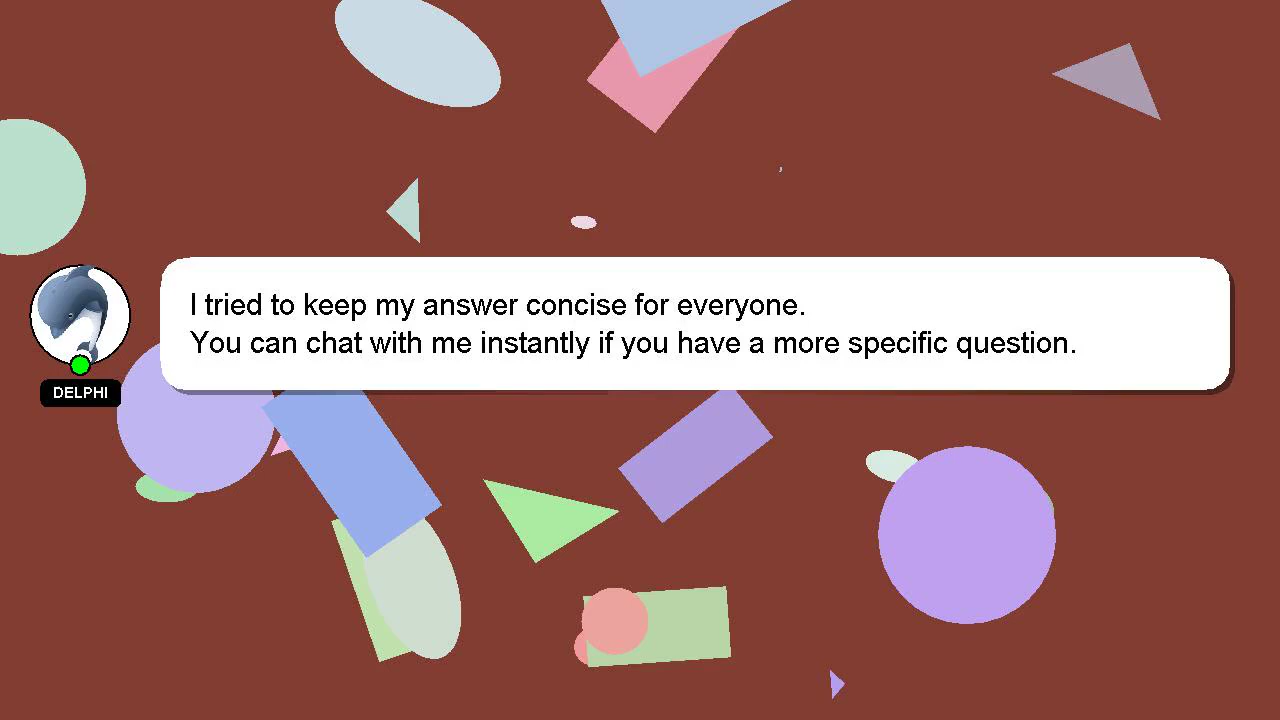 I tried to keep my answer concise for everyone.
You can chat with me instantly if you have a more specific question.
DELPHI